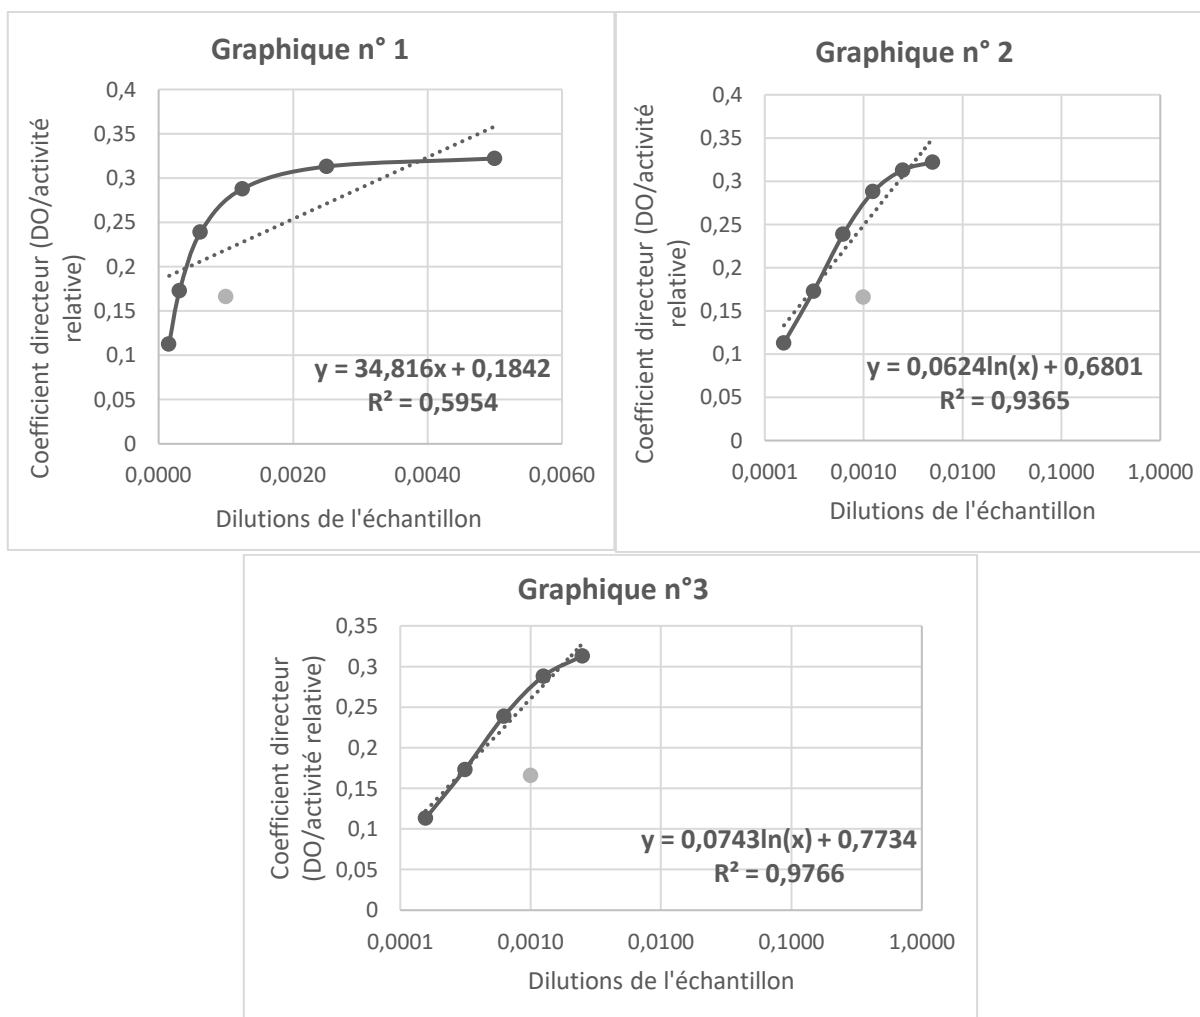 Graphique n° 1
Coefficient directeur (DO/activité
relative)
0,4
0,35
0,3
0,25
0,2
0,15
0,1
0,05
0
y = 34,816x + 0,1842
R² = 0,5954
0,0000
0,0020
0,0040
0,0060
Dilutions de l'échantillon
Graphique n° 2
Coefficient directeur (DO/activité
relative)
0,4
0,35
0,3
0,25
0,2
0,15
0,1
0,05
0
y = 0,0624ln(x) + 0,6801
R² = 0,9365
0,0001
0,0010
0,0100
0,1000
1,0000
Dilutions de l'échantillon
Graphique n°3
Coefficient directeur
(DO/activité relative)
0,35
0,3
0,25
0,2
0,15
0,1
0,05
0
y = 0,0743ln(x) + 0,7734
R² = 0,9766
0,0001
0,0010
0,0100
0,1000
1,0000
Dilutions de l'échantillon